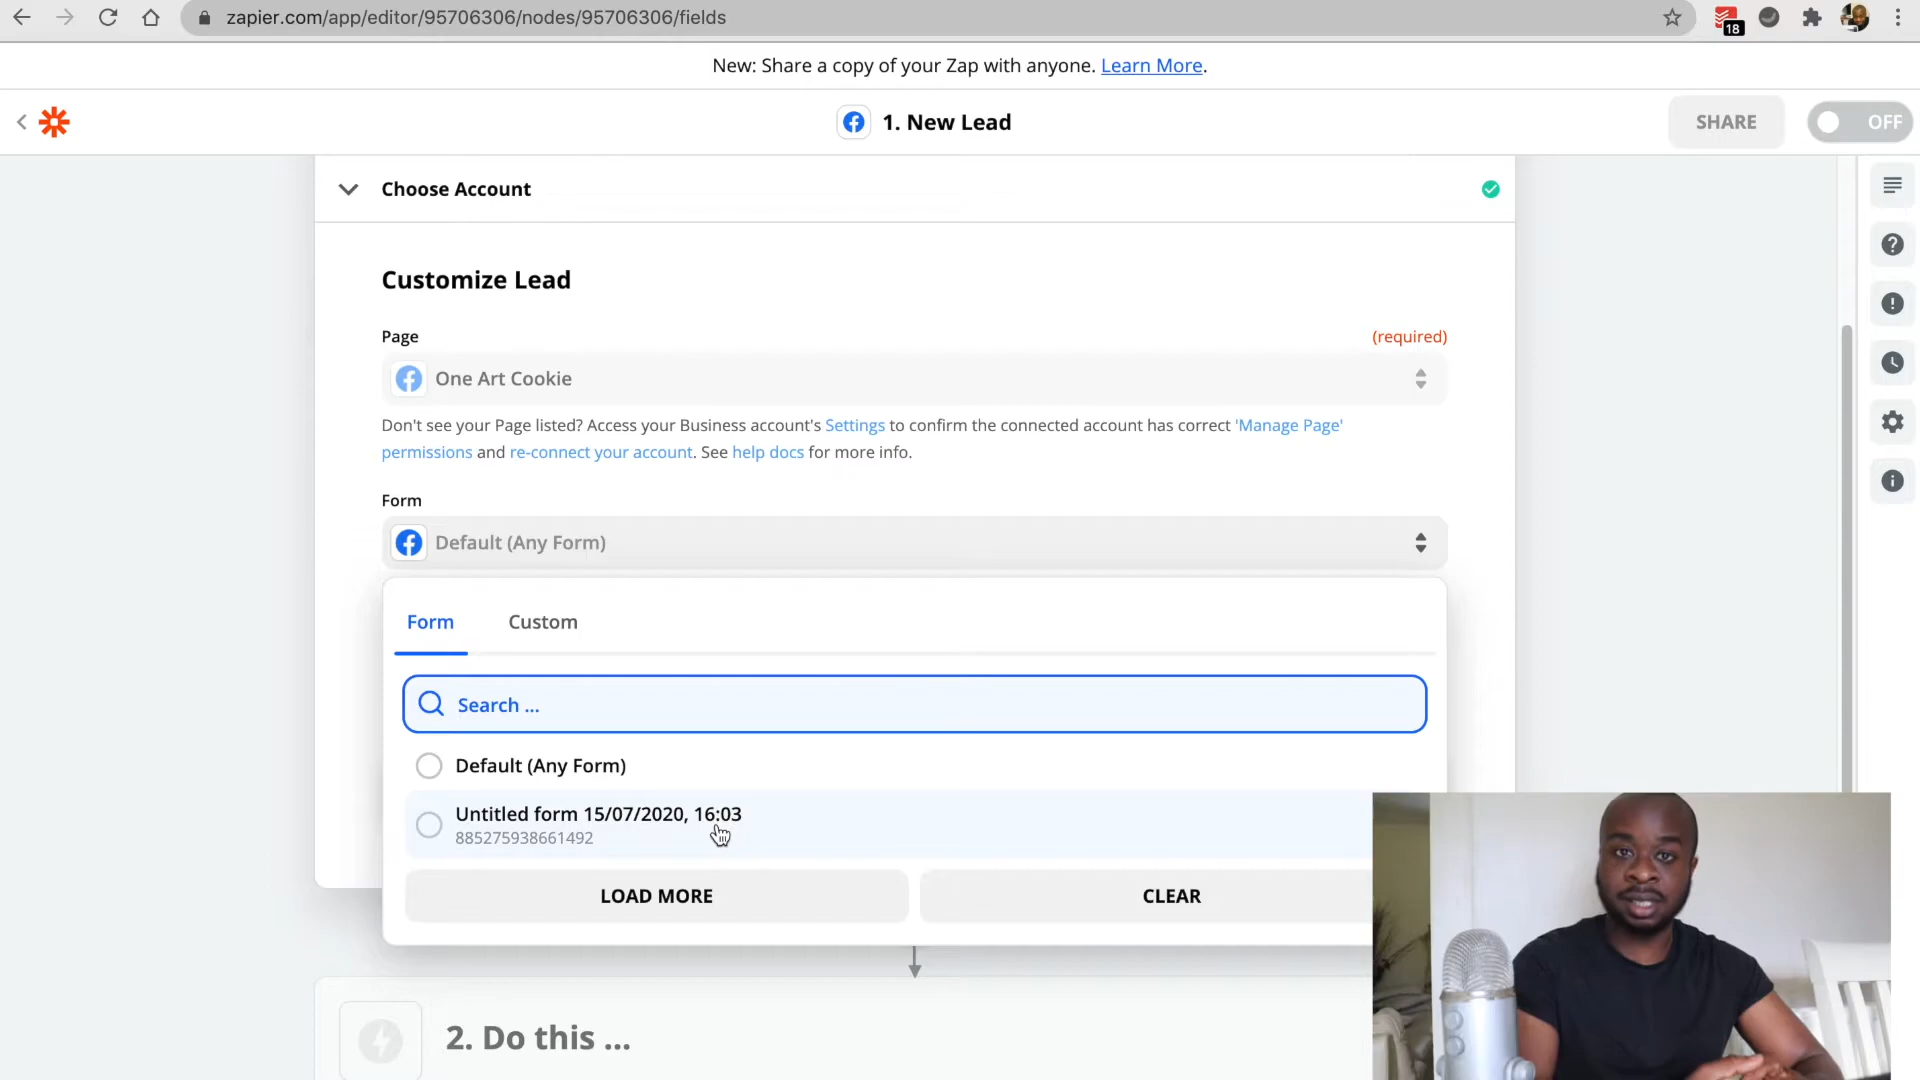 zapier.com/app/editor/95706306/nodes/95706306/fields
18
New: Share a copy of your Zap with anyone. Learn More.
1. New Lead
SHARE
OFF
Choose Account
Customize Lead
Page
(required)
One Art Cookie
Don't see your Page listed? Access your Business account's Settings to confirm the connected account has correct 'Manage Page'
permissions and re-connect your account. See help docs for more info.
Form
Default (Any Form)
Form
Custom
Search ...
Default (Any Form)
Untitled form 15/07/2020, 16:03
885275938661492
LOAD MORE
CLEAR
2. Do this ...